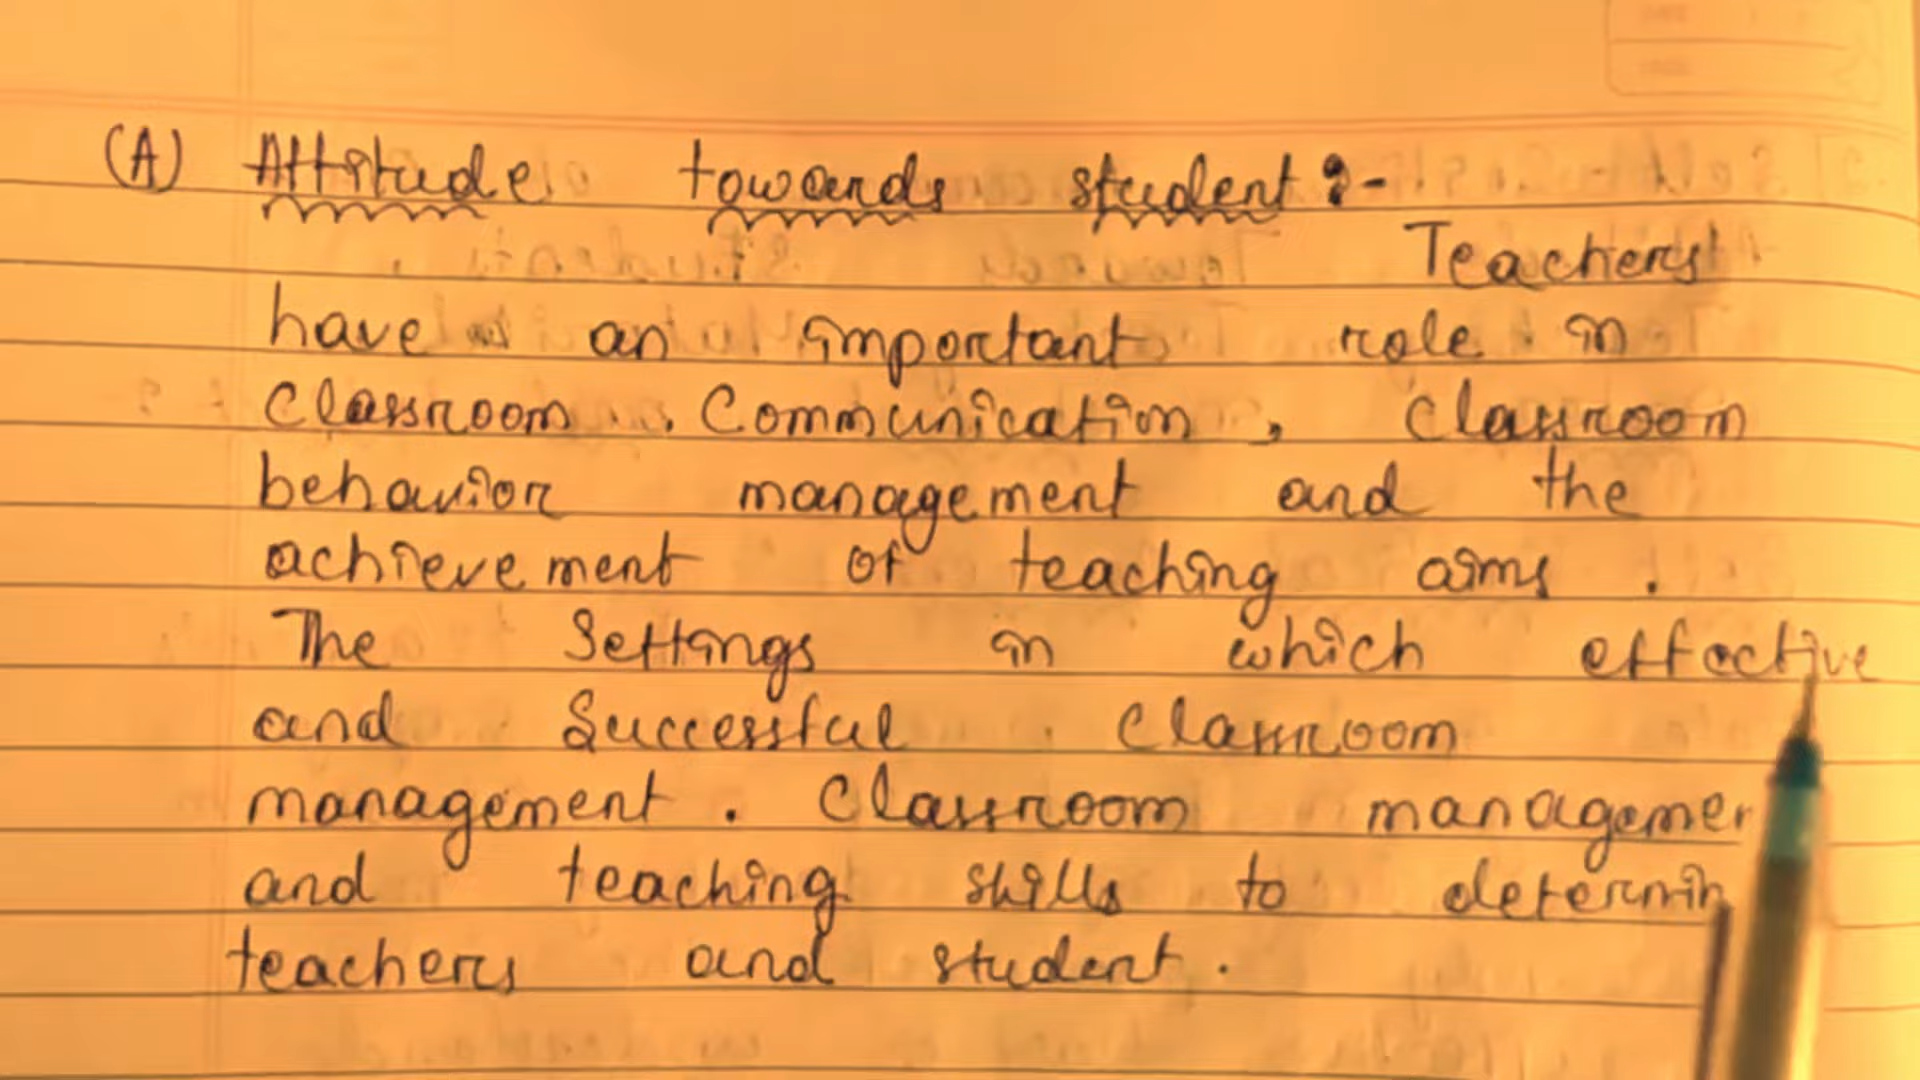 (A) Attitude towards student :-
Teachers
have an important role in
Classroom . Communication , Classroom
behavior management and the
achievement of teaching aims .
The Settings in which effective
and Successful Classroom
management . Classroom managemen
and teaching skills to determin
teachers and student .